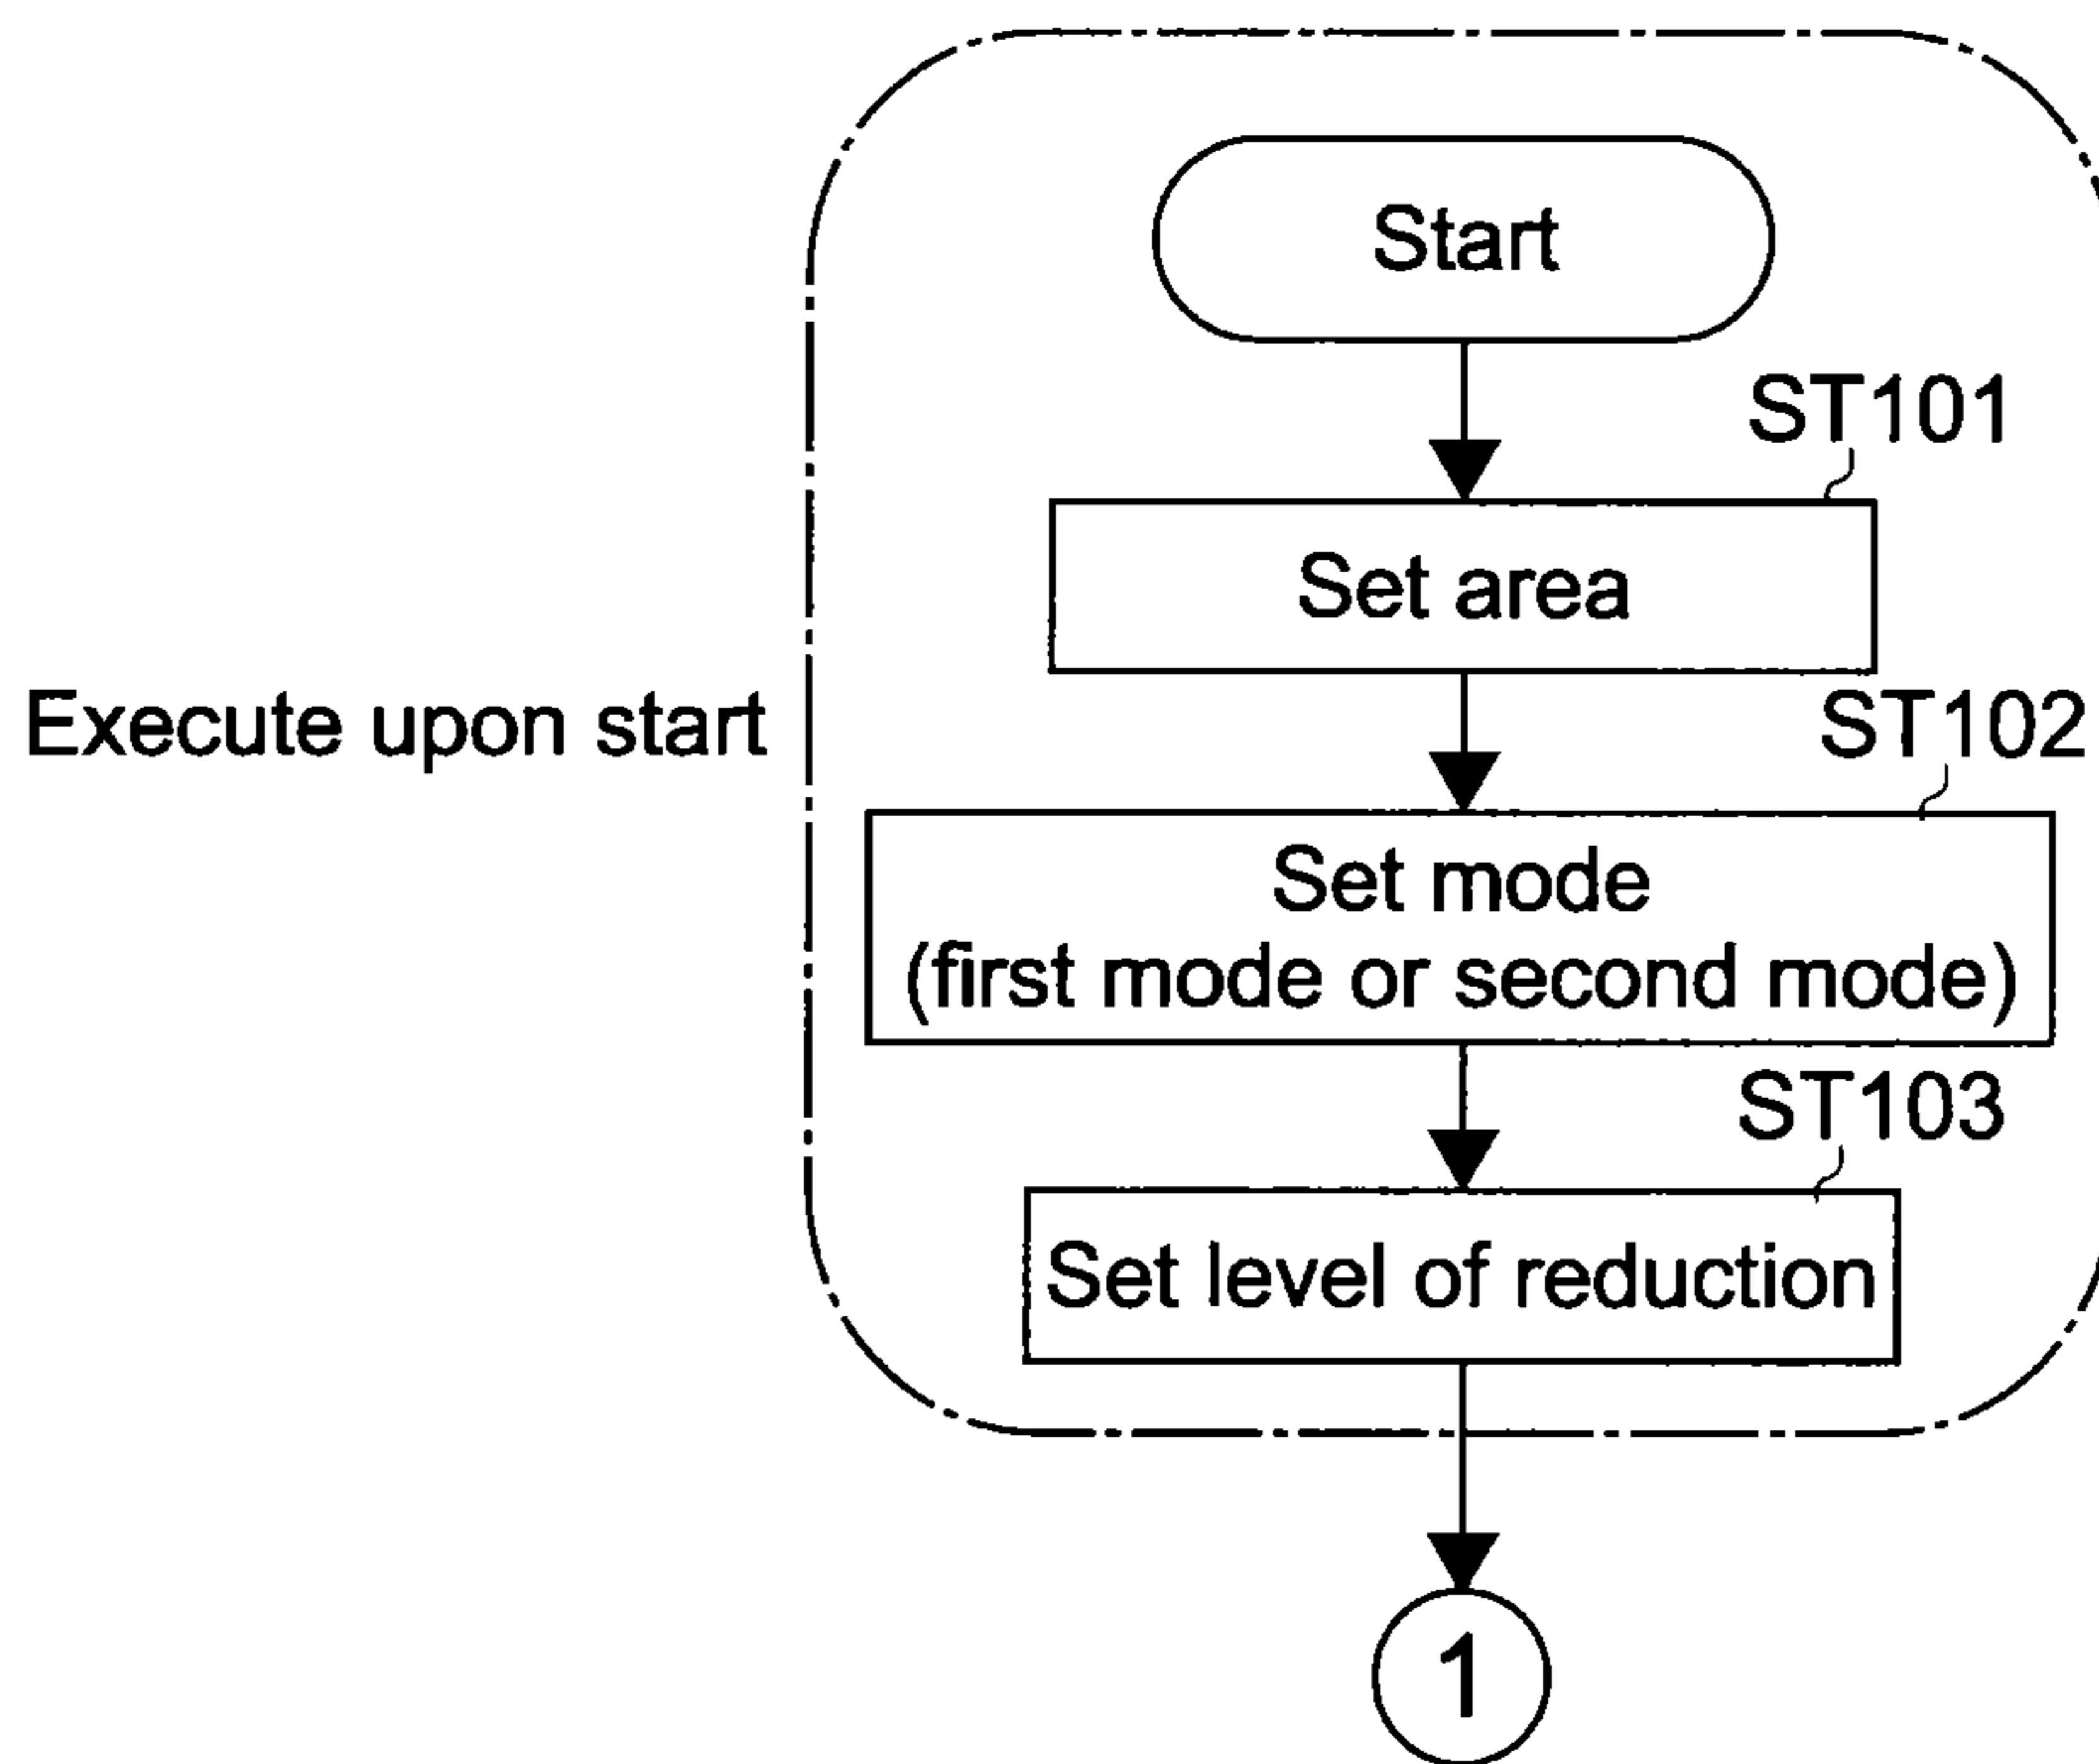 Start
ST101
Set area
Execute upon start
ST102
Set mode
(first mode or second mode)
ST103
Set level of reduction
1